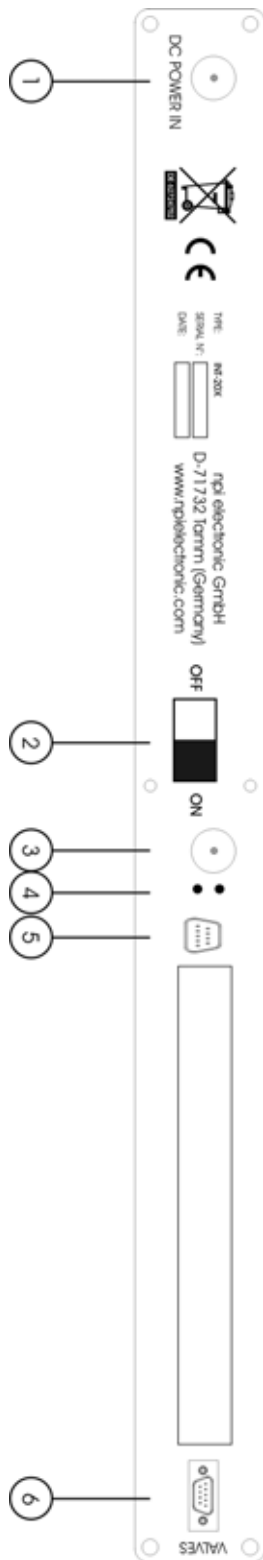 DC POWER IN
CE
TYPE: INT-20X
SERIAL N°:
DATE:
npi electronic GmbH
D-71732 Tamm (Germany)
www.npielectronic.com
OFF
ON
VALVES
1
2
3
4
5
6